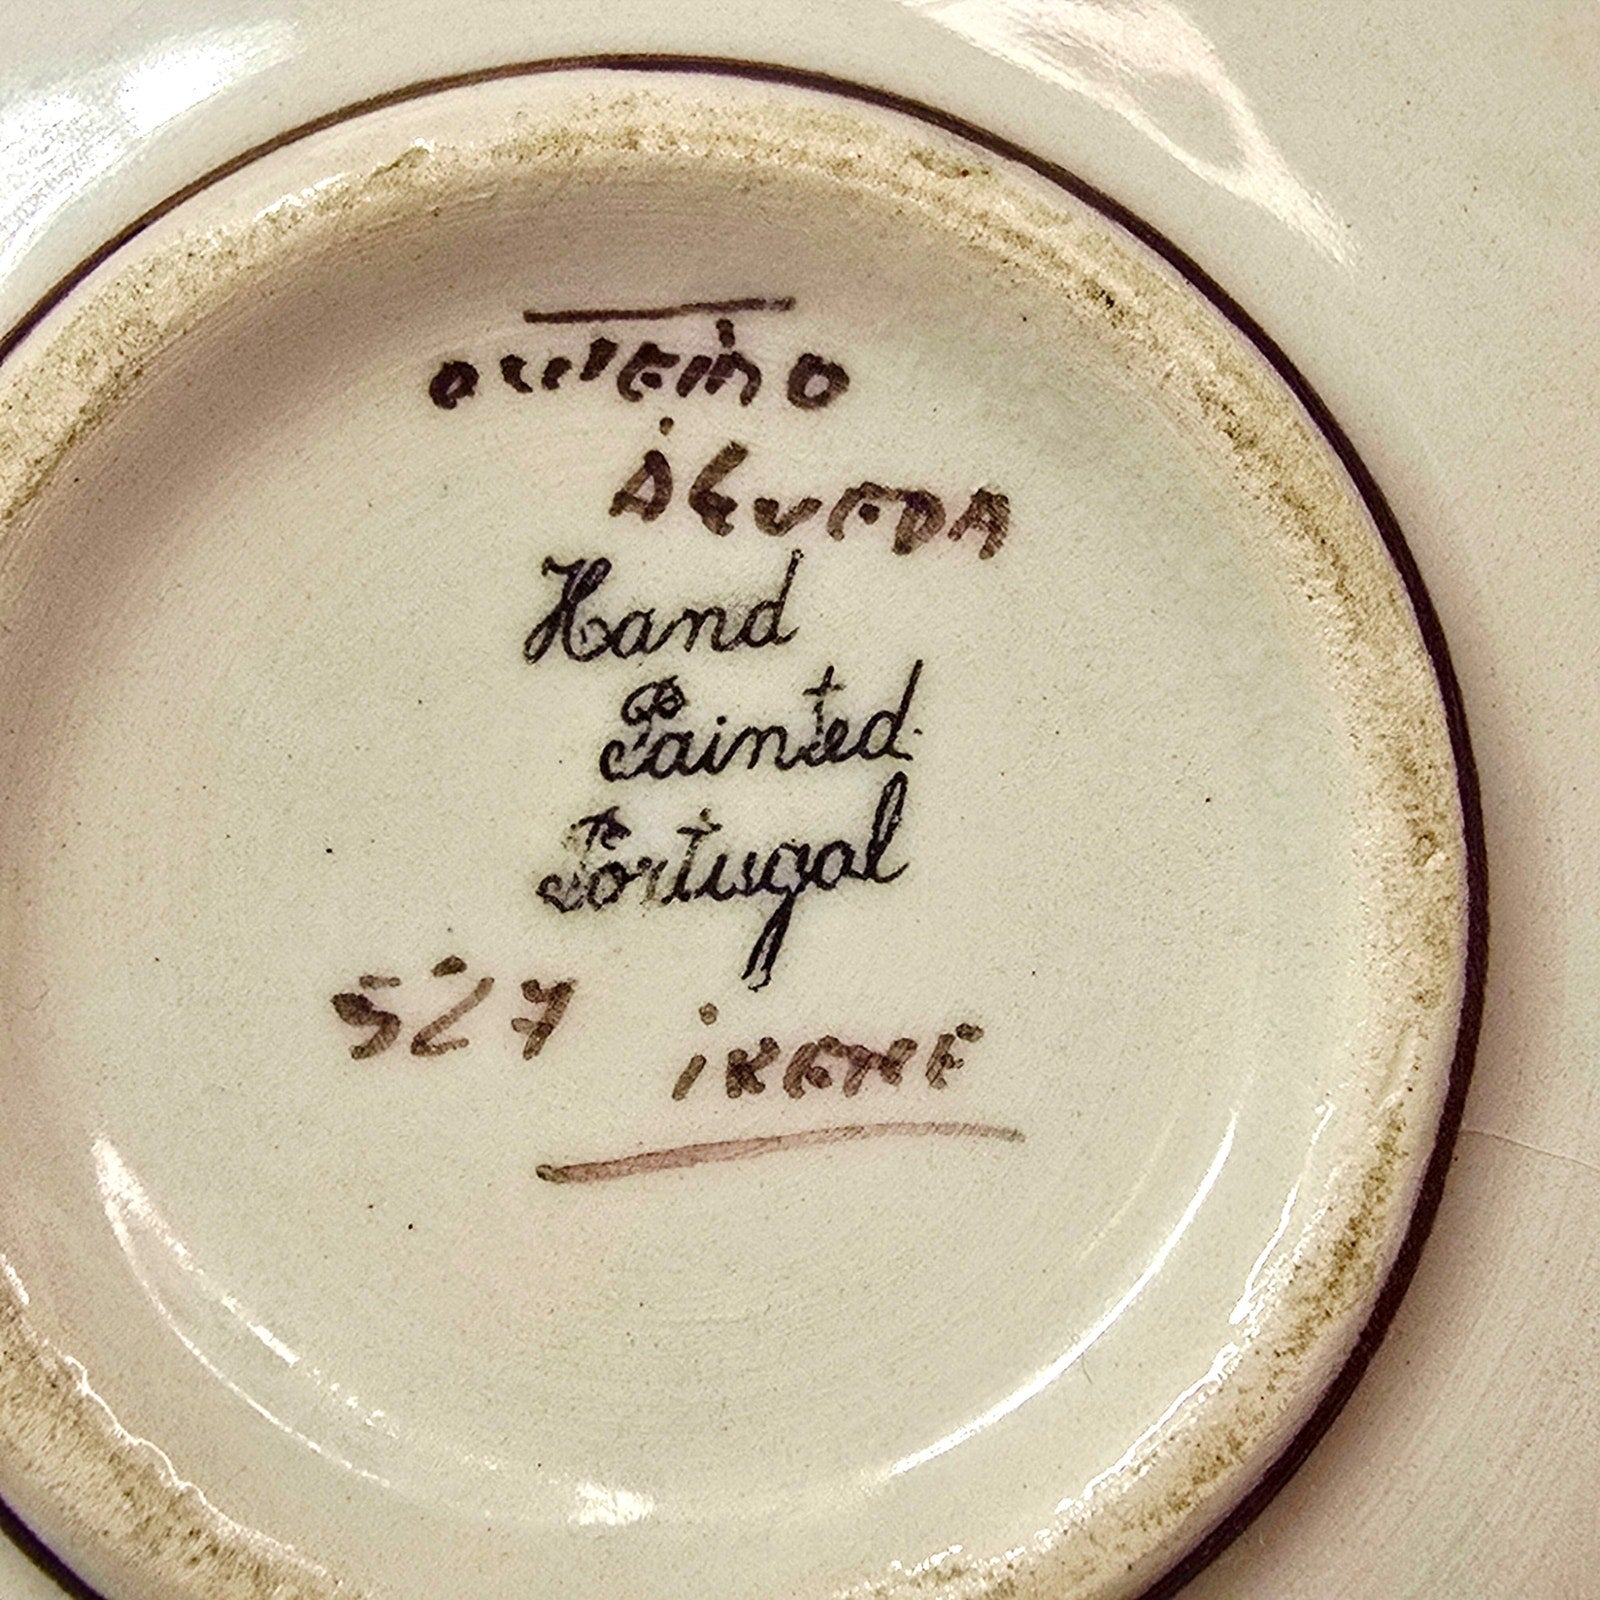 OUTEiRO
ÁGUEDA
Hand
Painted
Portugal
527 iRENE